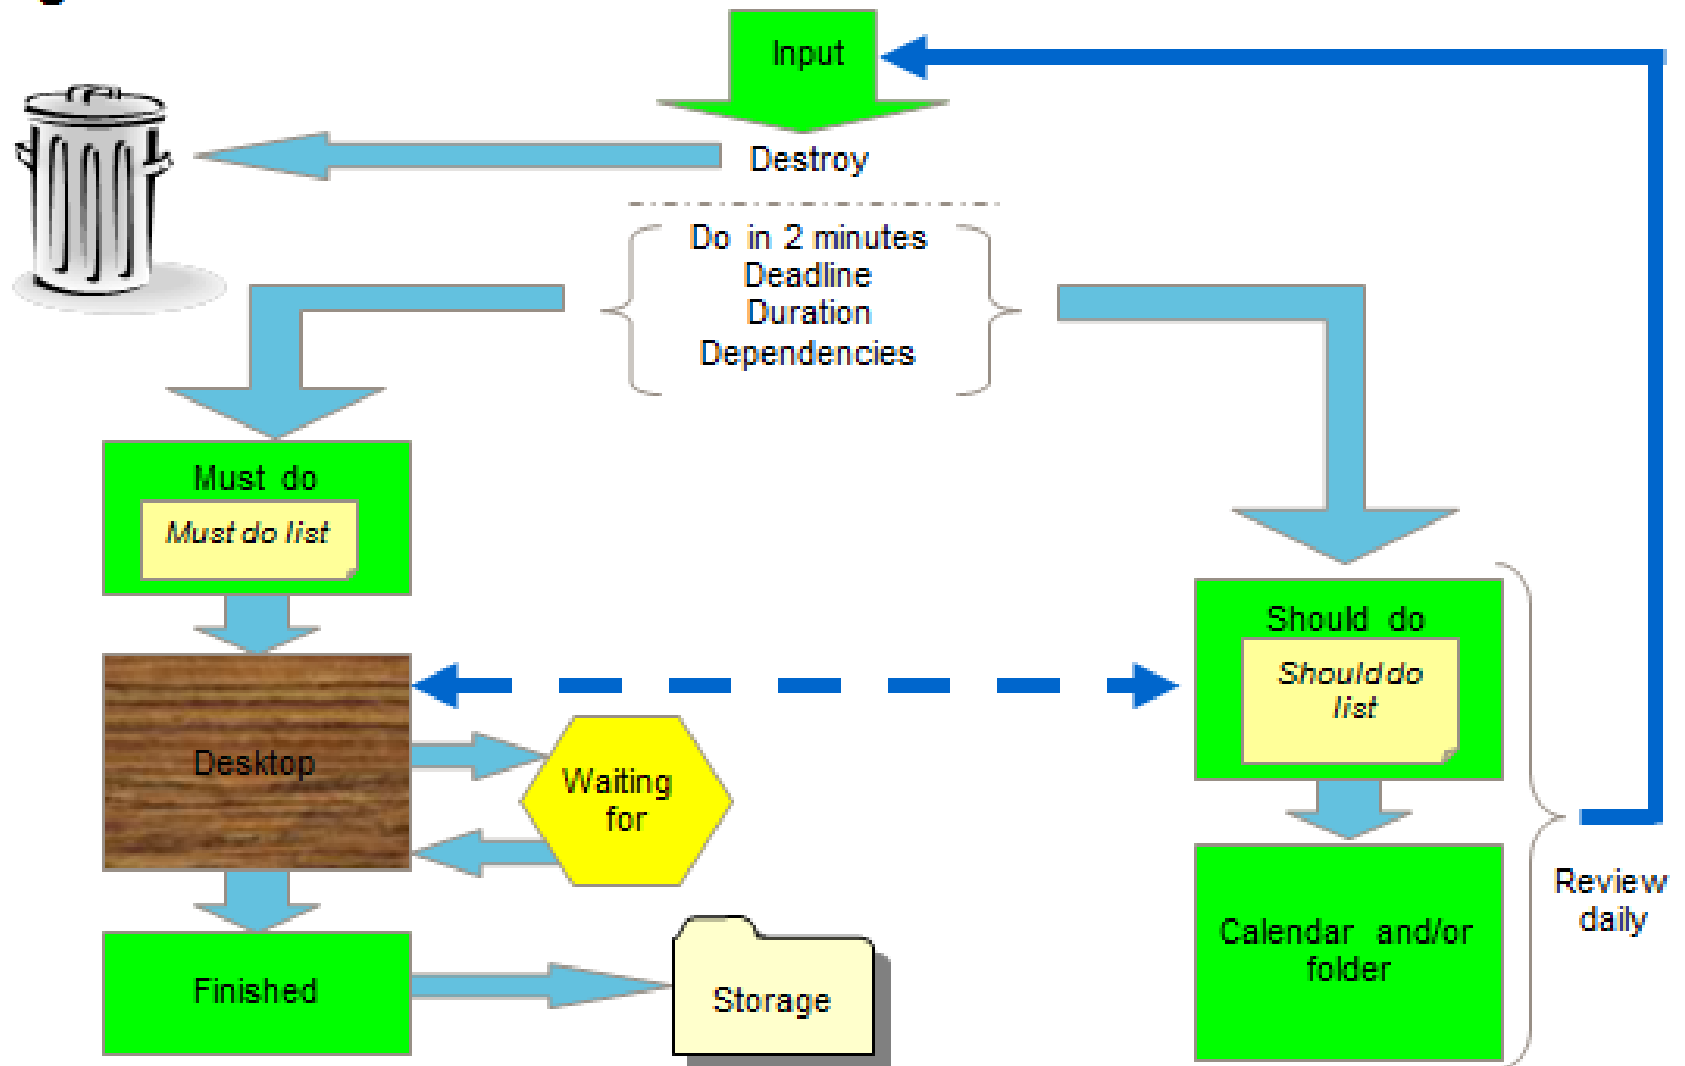 Input
Destroy
Do in 2 minutes
Deadline
Duration
Dependencies
Must do
Must do list
Should do
Should do
list
Desktop
Waiting
for
Review
daily
Calendar and/or
folder
Finished
Storage